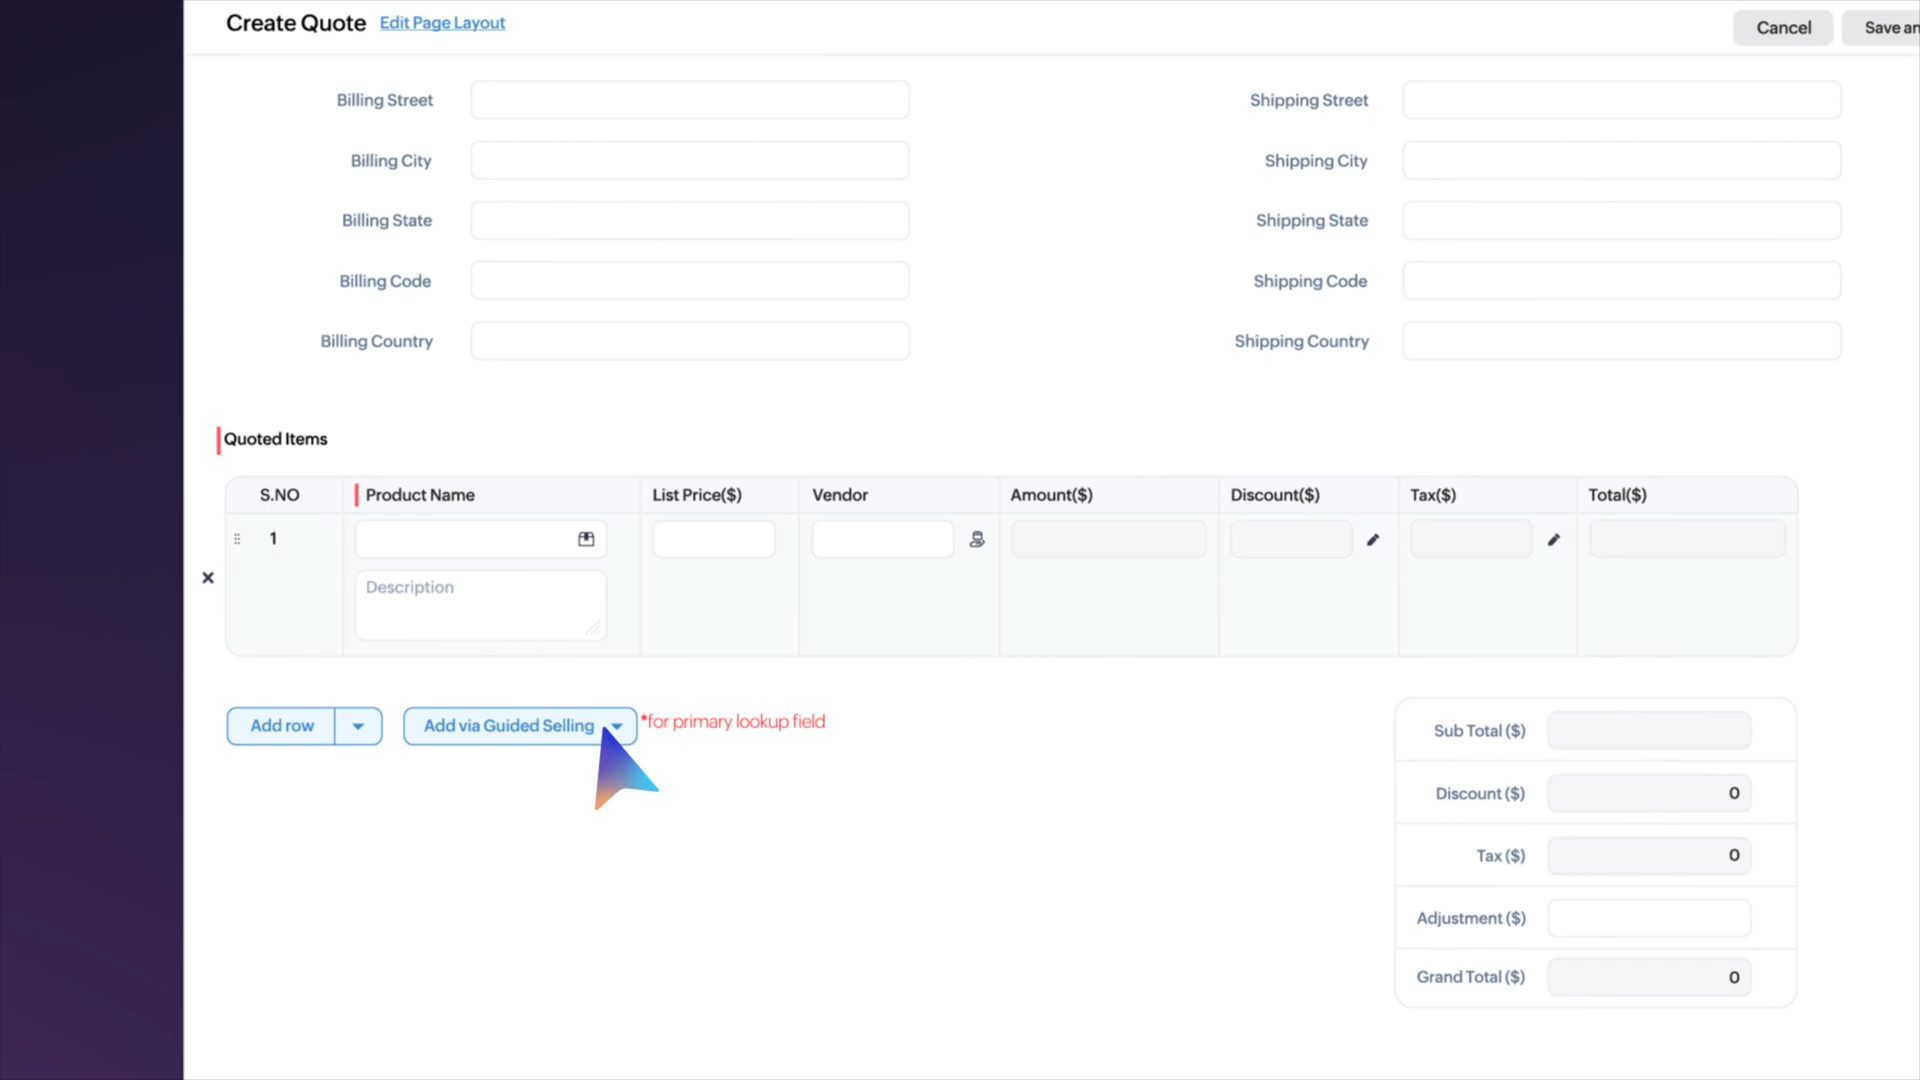 Create Quote Edit Page Layout Cancel Save an
Billing Street Shipping Street
Billing City Shipping City
Billing State Shipping State
Billing Code Shipping Code
Billing Country Shipping Country
Quoted Items
S.NO Product Name List Price($) Vendor Amount($) Discount($) Tax($) Total($)
1
Description
Add row Add via Guided Selling *for primary lookup field
Sub Total ($)
Discount ($) 0
Tax ($) 0
Adjustment ($)
Grand Total ($) 0